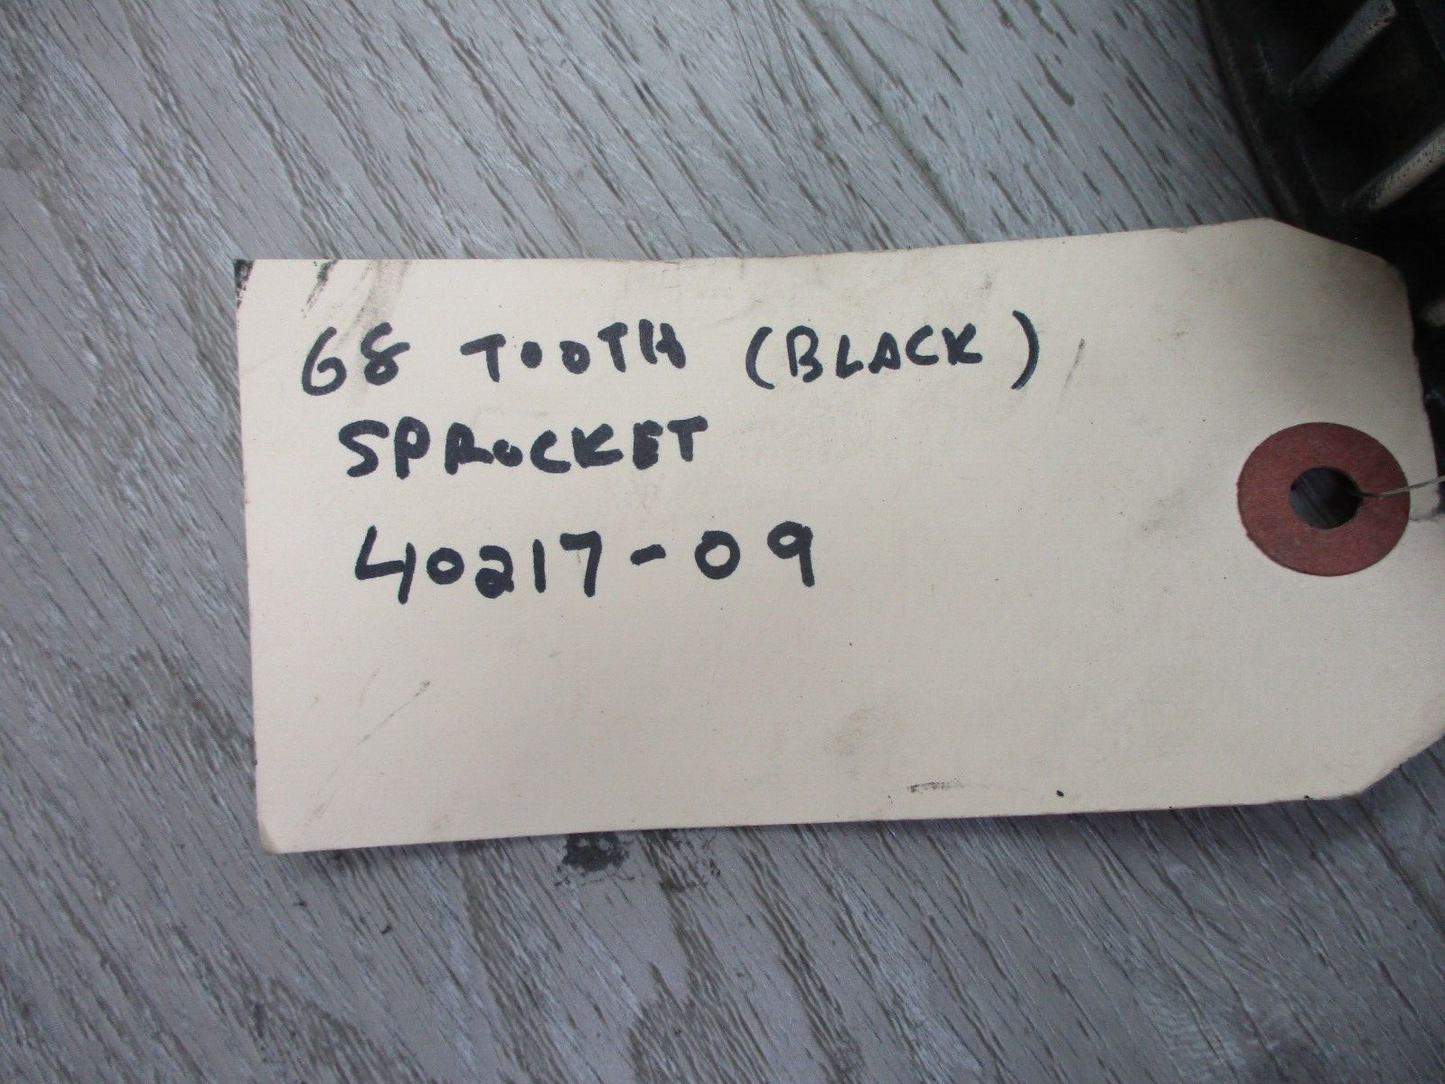 68 TOOTH (BLACK)
SPROCKET
40217-09